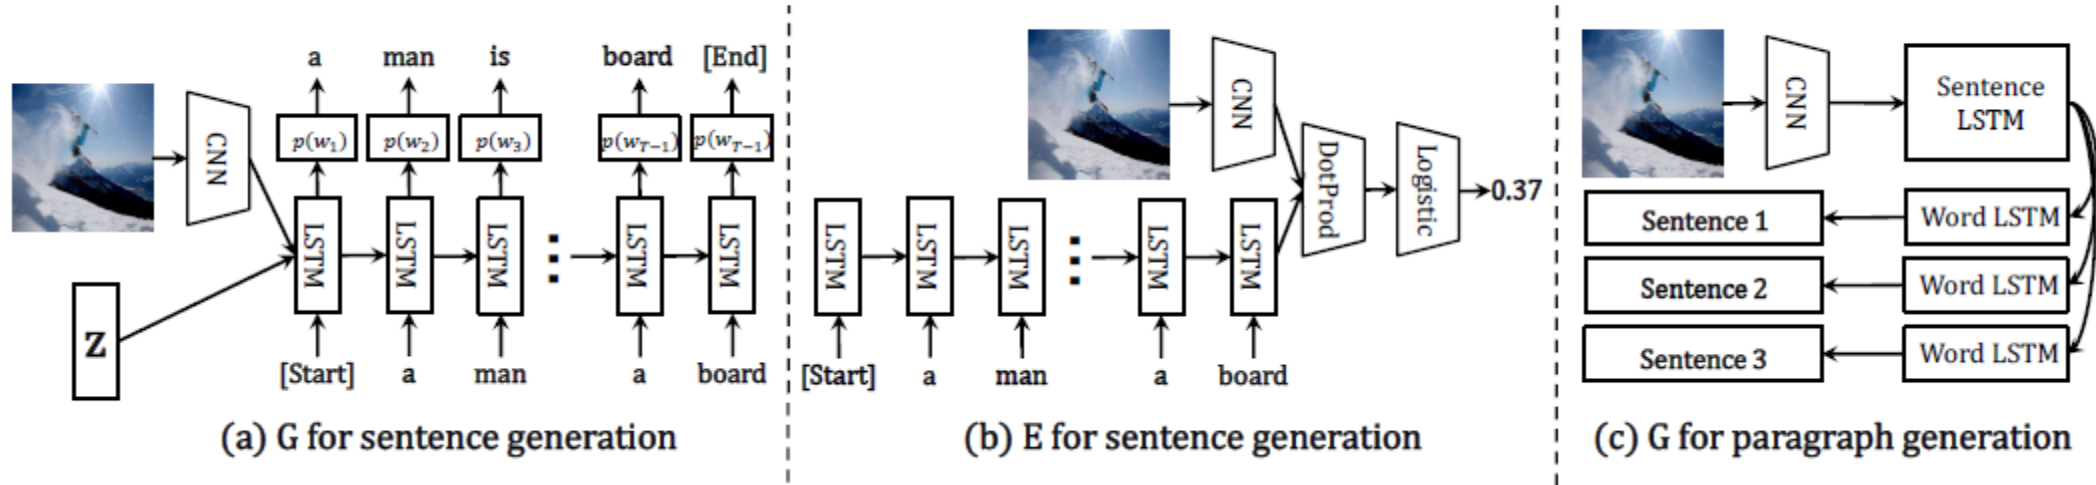 a man is board [End]
p(w₁) p(w₂) p(w₃) p(w_{T−1}) p(w_{T−1})
CNN
LSTM LSTM LSTM ⋮ LSTM LSTM
Z
[Start] a man a board
(a) G for sentence generation
CNN
DotProd Logistic 0.37
LSTM LSTM LSTM ⋮ LSTM LSTM
[Start] a man a board
(b) E for sentence generation
CNN
Sentence
LSTM
Sentence 1 Word LSTM
Sentence 2 Word LSTM
Sentence 3 Word LSTM
(c) G for paragraph generation